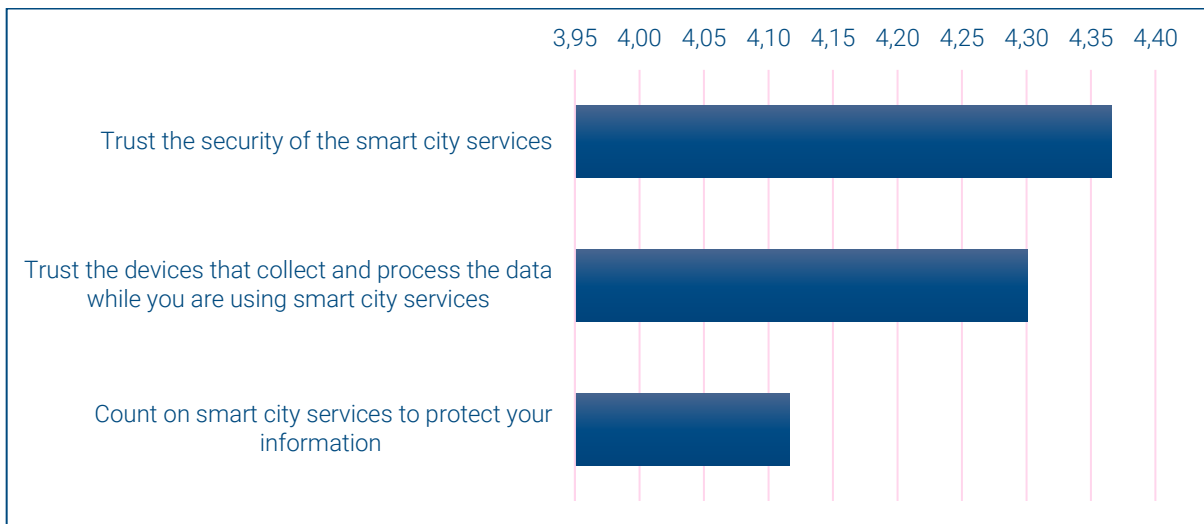 3,95 4,00 4,05 4,10 4,15 4,20 4,25 4,30 4,35 4,40
Trust the security of the smart city services
Trust the devices that collect and process the data
while you are using smart city services
Count on smart city services to protect your
information